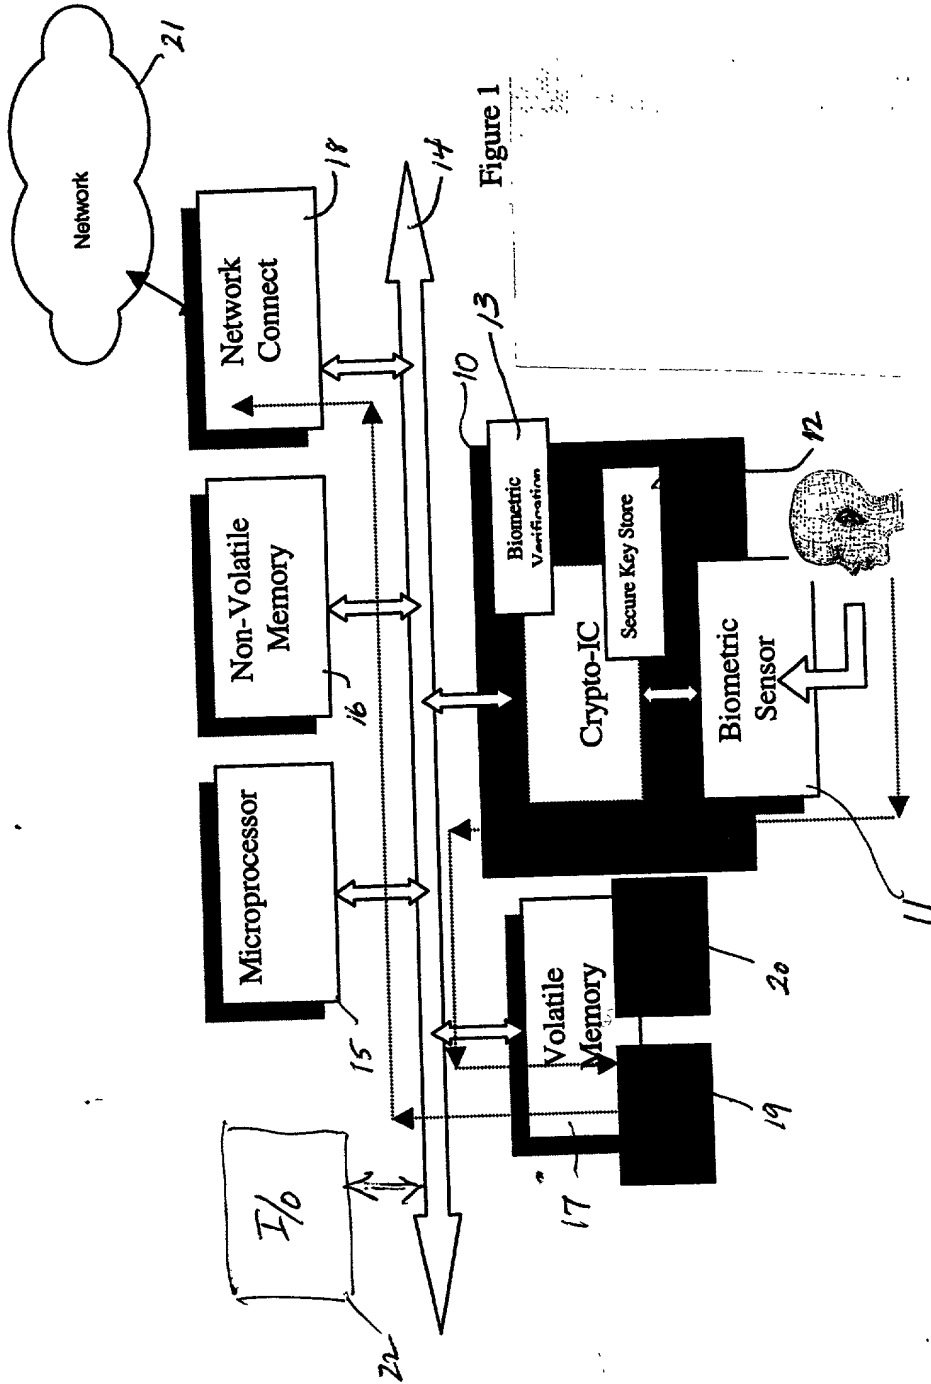 I/O
22
Microprocessor
15
Non-Volatile
Memory
16
Network
Connect
18
Network
21
14
Volatile
Memory
17
19
20
10
Biometric
Verification
13
Crypto-IC
Secure Key Store
12
Biometric
Sensor
11
Figure 1